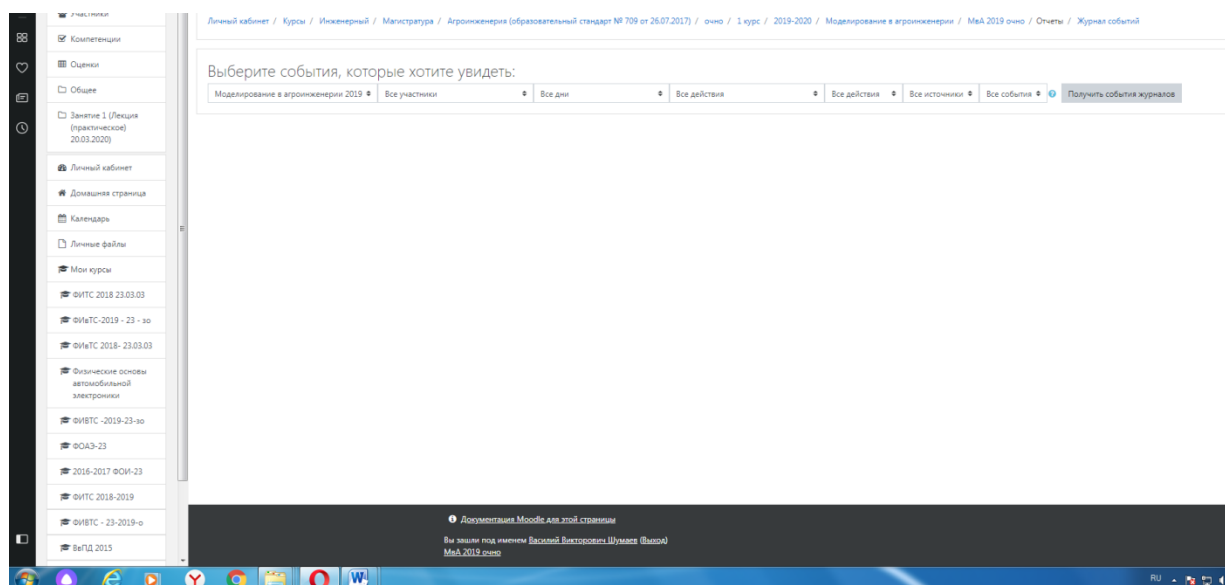 Участники
Компетенции
Оценки
Общее
Занятие 1 (Лекция
(практическое)
20.03.2020)
Личный кабинет
Домашняя страница
Календарь
Личные файлы
Мои курсы
ФИТС 2018 23.03.03
ФИвТС-2019 - 23 - зо
ФИвТС 2018- 23.03.03
Физические основы
автомобильной
электроники
ФИВТС -2019-23-зо
ФОАЭ-23
2016-2017 ФОИ-23
ФИТС 2018-2019
ФИВТС - 23-2019-о
ВвПД 2015
Личный кабинет / Курсы / Инженерный / Магистратура / Агроинженерия (образовательный стандарт № 709 от 26.07.2017) / очно / 1 курс / 2019-2020 / Моделирование в агроинженерии / МвА 2019 очно / Отчеты / Журнал событий
Выберите события, которые хотите увидеть:
Моделирование в агроинженерии 2019 Все участники Все дни Все действия Все действия Все источники Все события Получить события журналов
Документация Moodle для этой страницы
Вы зашли под именем Василий Викторович Шумаев (Выход)
МвА 2019 очно
RU